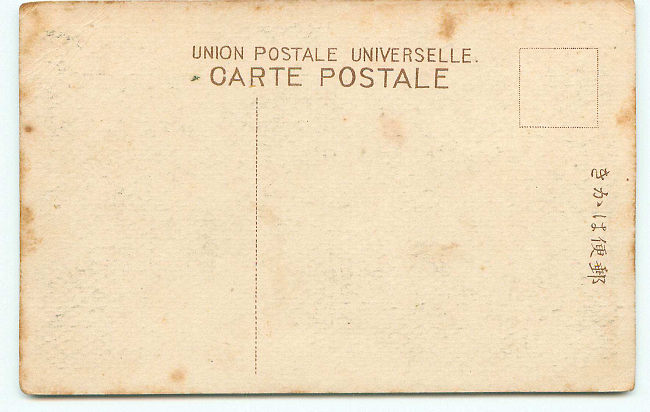 UNION POSTALE UNIVERSELLE.
CARTE POSTALE
郵便はかき